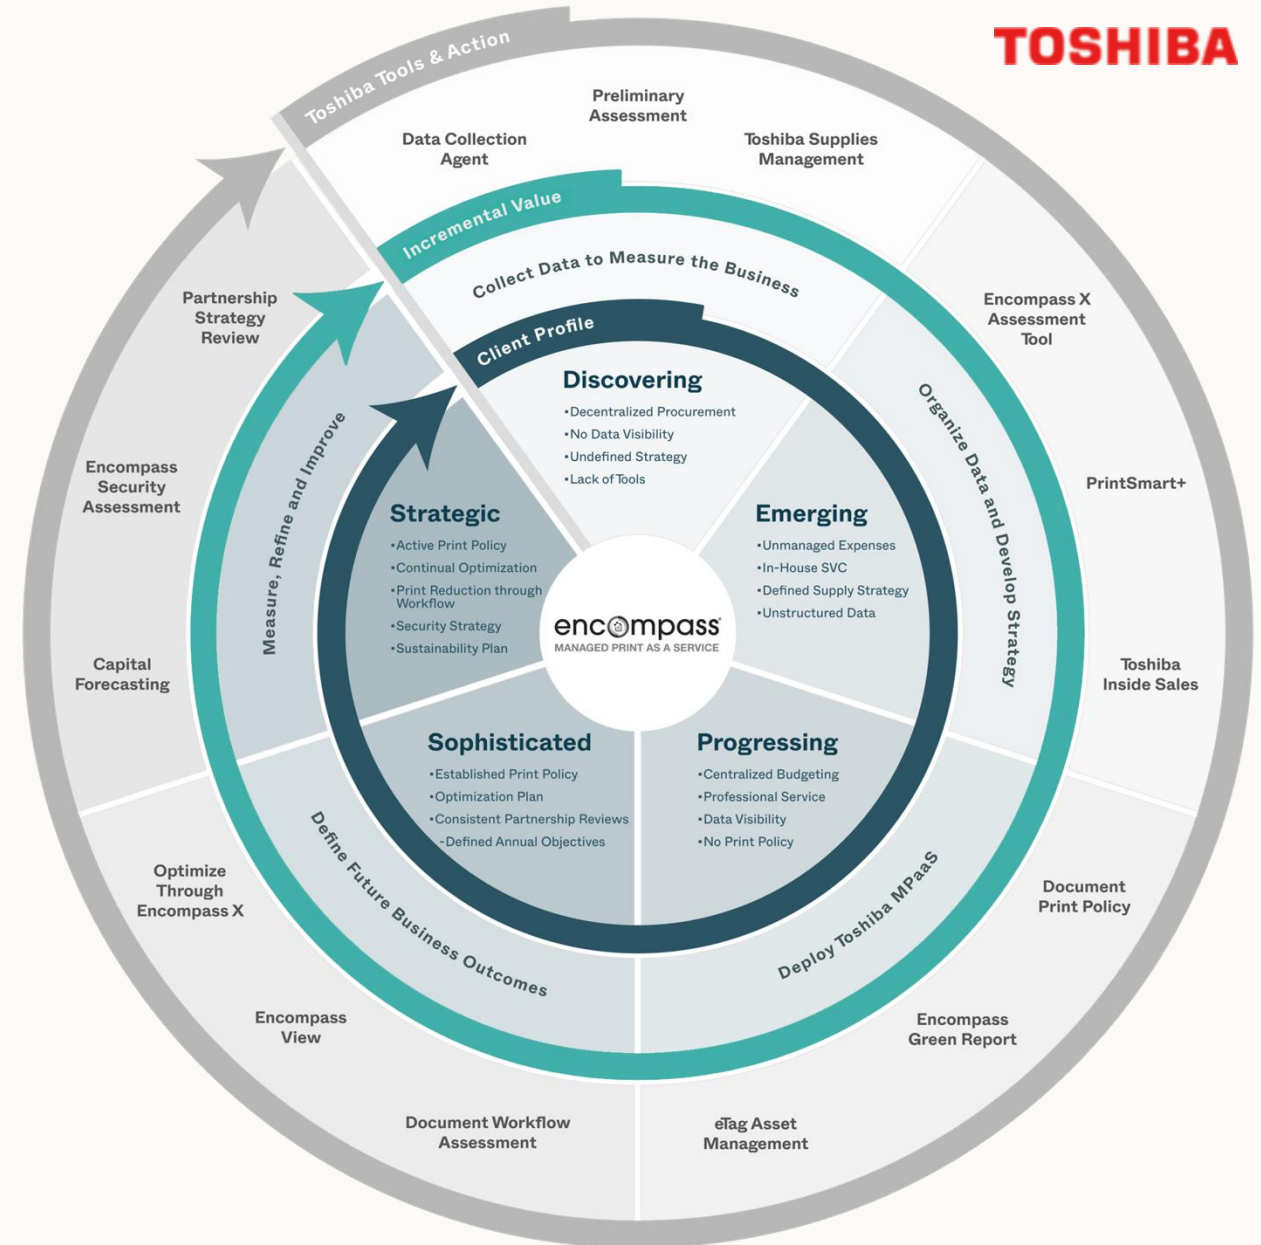 TOSHIBA
Toshiba Tools & Action
Data Collection
Agent
Preliminary
Assessment
Toshiba Supplies
Management
Incremental Value
Collect Data to Measure the Business
Client Profile
Discovering
•Decentralized Procurement
•No Data Visibility
•Undefined Strategy
•Lack of Tools
Encompass X
Assessment
Tool
PrintSmart+
Toshiba
Inside Sales
Organize Data and Develop Strategy
Emerging
•Unmanaged Expenses
•In-House SVC
•Defined Supply Strategy
•Unstructured Data
Document
Print Policy
Encompass
Green Report
eTag Asset
Management
Deploy Toshiba MPaaS
Progressing
•Centralized Budgeting
•Professional Service
•Data Visibility
•No Print Policy
Document Workflow
Assessment
Encompass
View
Optimize
Through
Encompass X
Define Future Business Outcomes
Sophisticated
•Established Print Policy
•Optimization Plan
•Consistent Partnership Reviews
-Defined Annual Objectives
Capital
Forecasting
Encompass
Security
Assessment
Partnership
Strategy
Review
Measure, Refine and Improve
Strategic
•Active Print Policy
•Continual Optimization
•Print Reduction through
Workflow
•Security Strategy
•Sustainability Plan
encompass
MANAGED PRINT AS A SERVICE